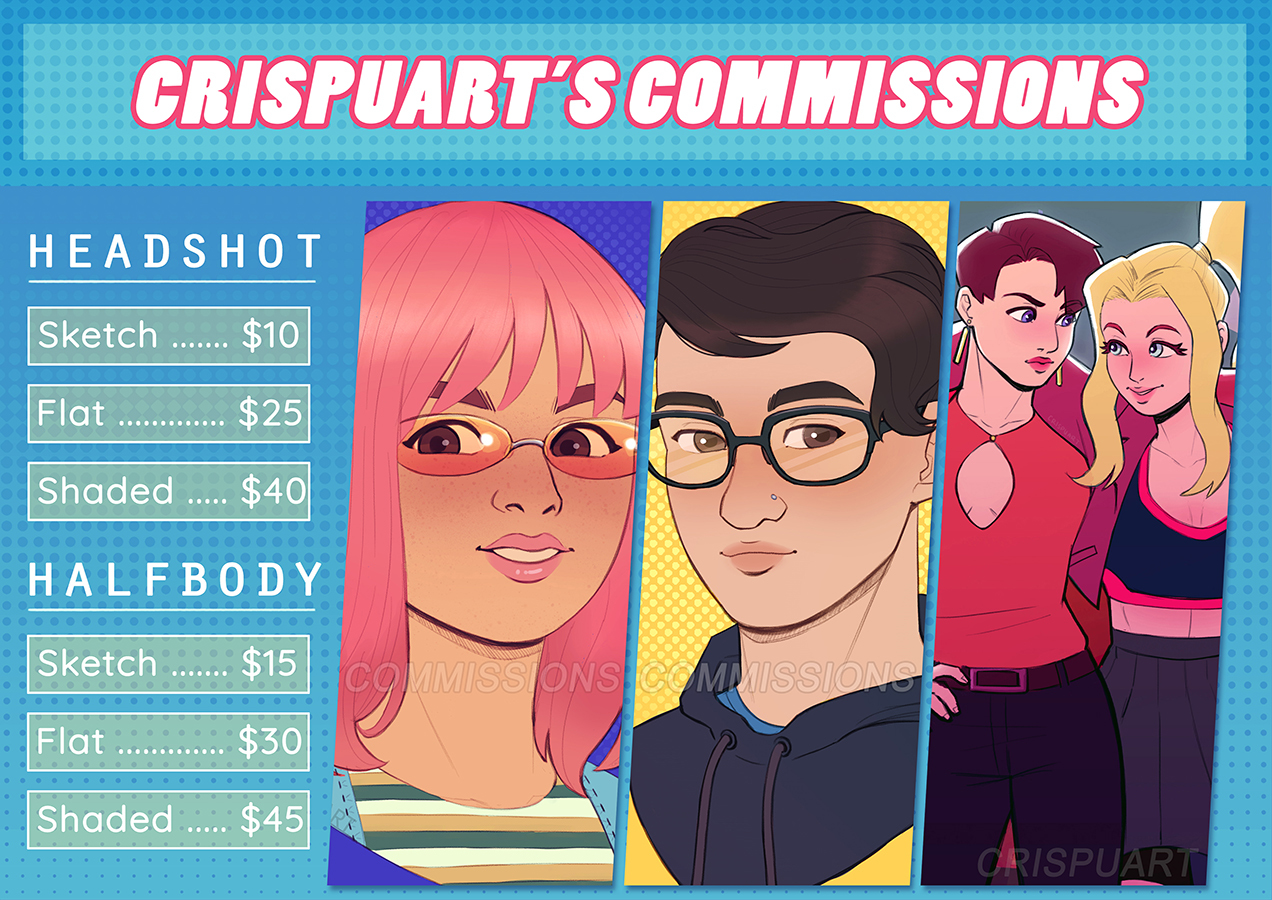 CRISPUART'S COMMISSIONS
HEADSHOT
Sketch ....... $10
Flat ............. $25
Shaded ..... $40
HALFBODY
Sketch ....... $15
Flat ............. $30
Shaded ...... $45
COMMISSIONS COMMISSIONS
CRISPUART